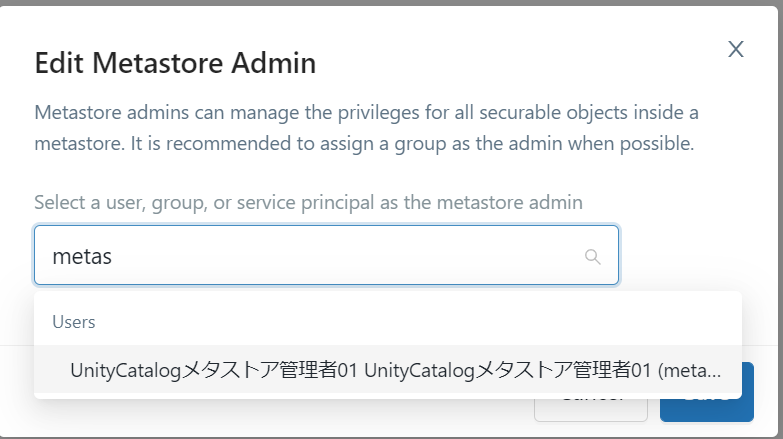 Edit Metastore Admin
X
Metastore admins can manage the privileges for all securable objects inside a
metastore. It is recommended to assign a group as the admin when possible.
Select a user, group, or service principal as the metastore admin
metas
Users
UnityCatalogメタストア管理者01 UnityCatalogメタストア管理者01 (meta...